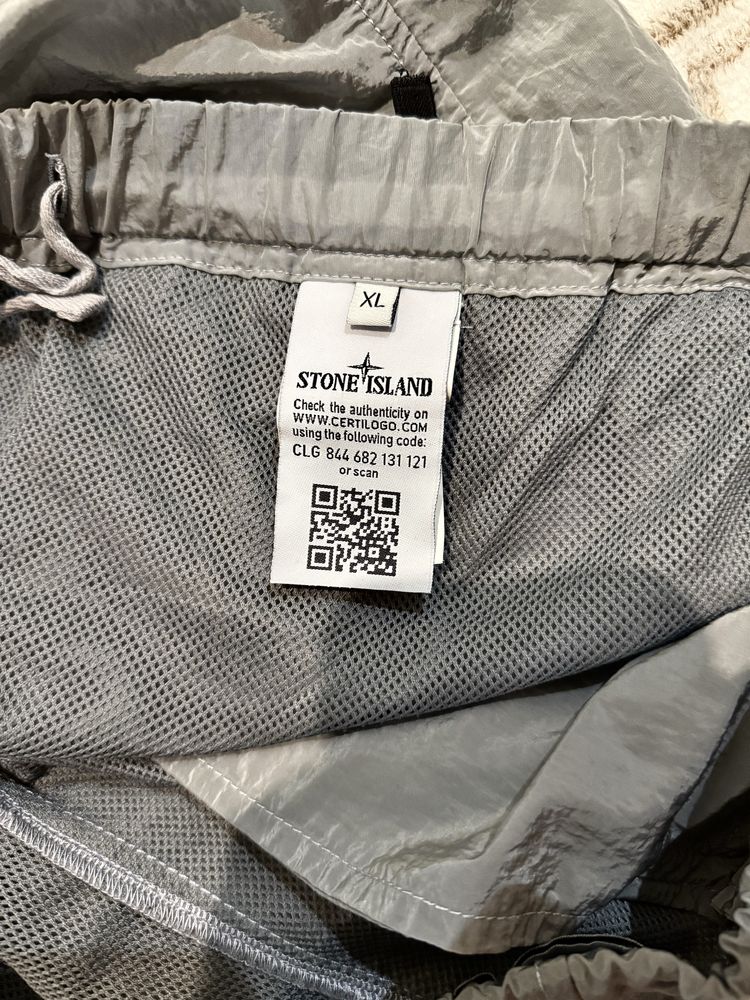 XL
STONE ISLAND
Check the authenticity on
WWW.CERTILOGO.COM
using the following code:
CLG 844 682 131 121
or scan